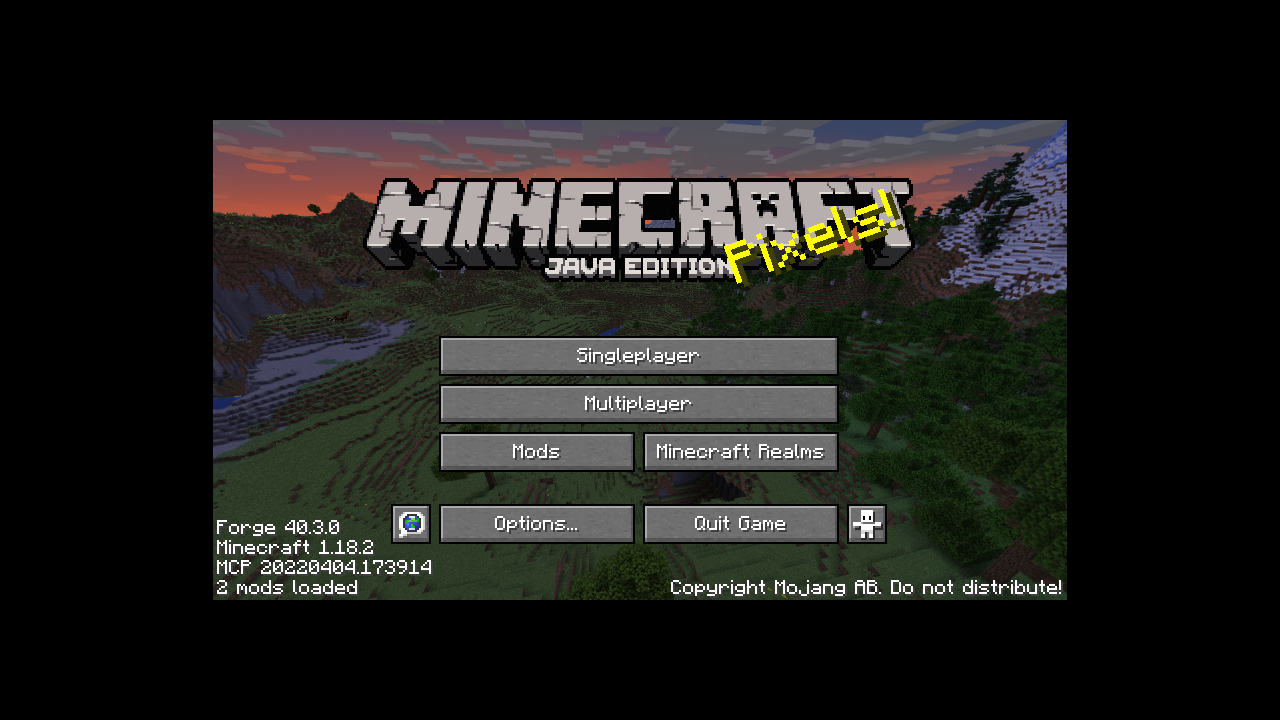 MINECRAFT
JAVA EDITION
Pixels!
Singleplayer
Multiplayer
Mods
Minecraft Realms
Options...
Quit Game
Forge 40.3.0
Minecraft 1.18.2
MCP 20220404.173914
2 mods loaded
Copyright Mojang AB. Do not distribute!